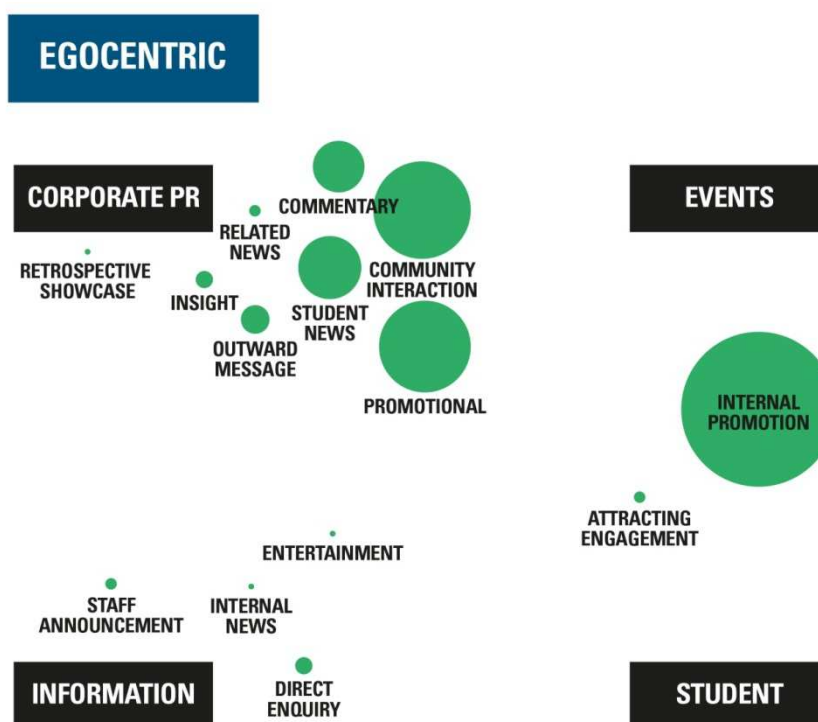 EGOCENTRIC
CORPORATE PR
EVENTS
COMMENTARY
RELATED
NEWS
COMMUNITY
INTERACTION
RETROSPECTIVE
SHOWCASE
INSIGHT
STUDENT
NEWS
OUTWARD
MESSAGE
PROMOTIONAL
INTERNAL
PROMOTION
ATTRACTING
ENGAGEMENT
ENTERTAINMENT
STAFF
ANNOUNCEMENT
INTERNAL
NEWS
INFORMATION
DIRECT
ENQUIRY
STUDENT